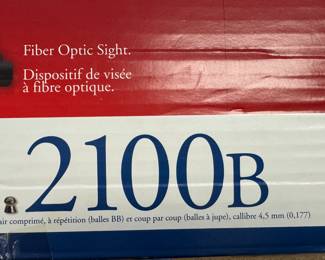 Fiber Optic Sight.
Dispositif de visée
à fibre optique.
2100B
air comprimé, à répétition (balles BB) et coup par coup (balles à jupe), callibre 4,5 mm (0,177)